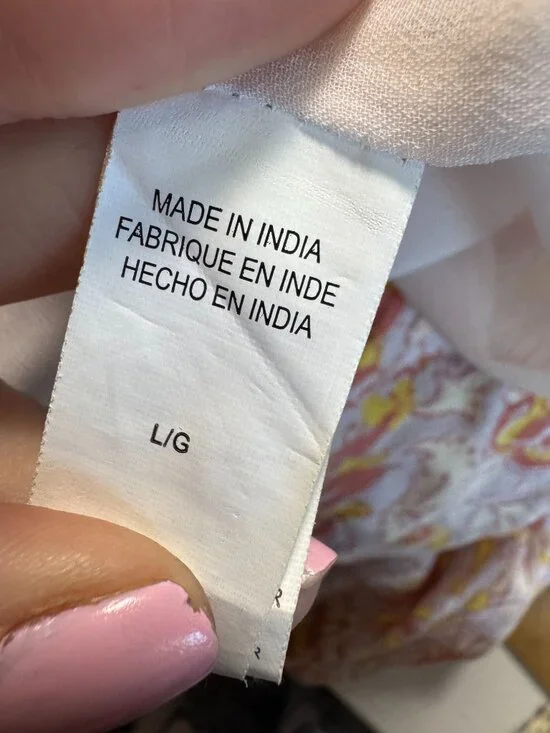 MADE IN INDIA
FABRIQUE EN INDE
HECHO EN INDIA
L/G
R